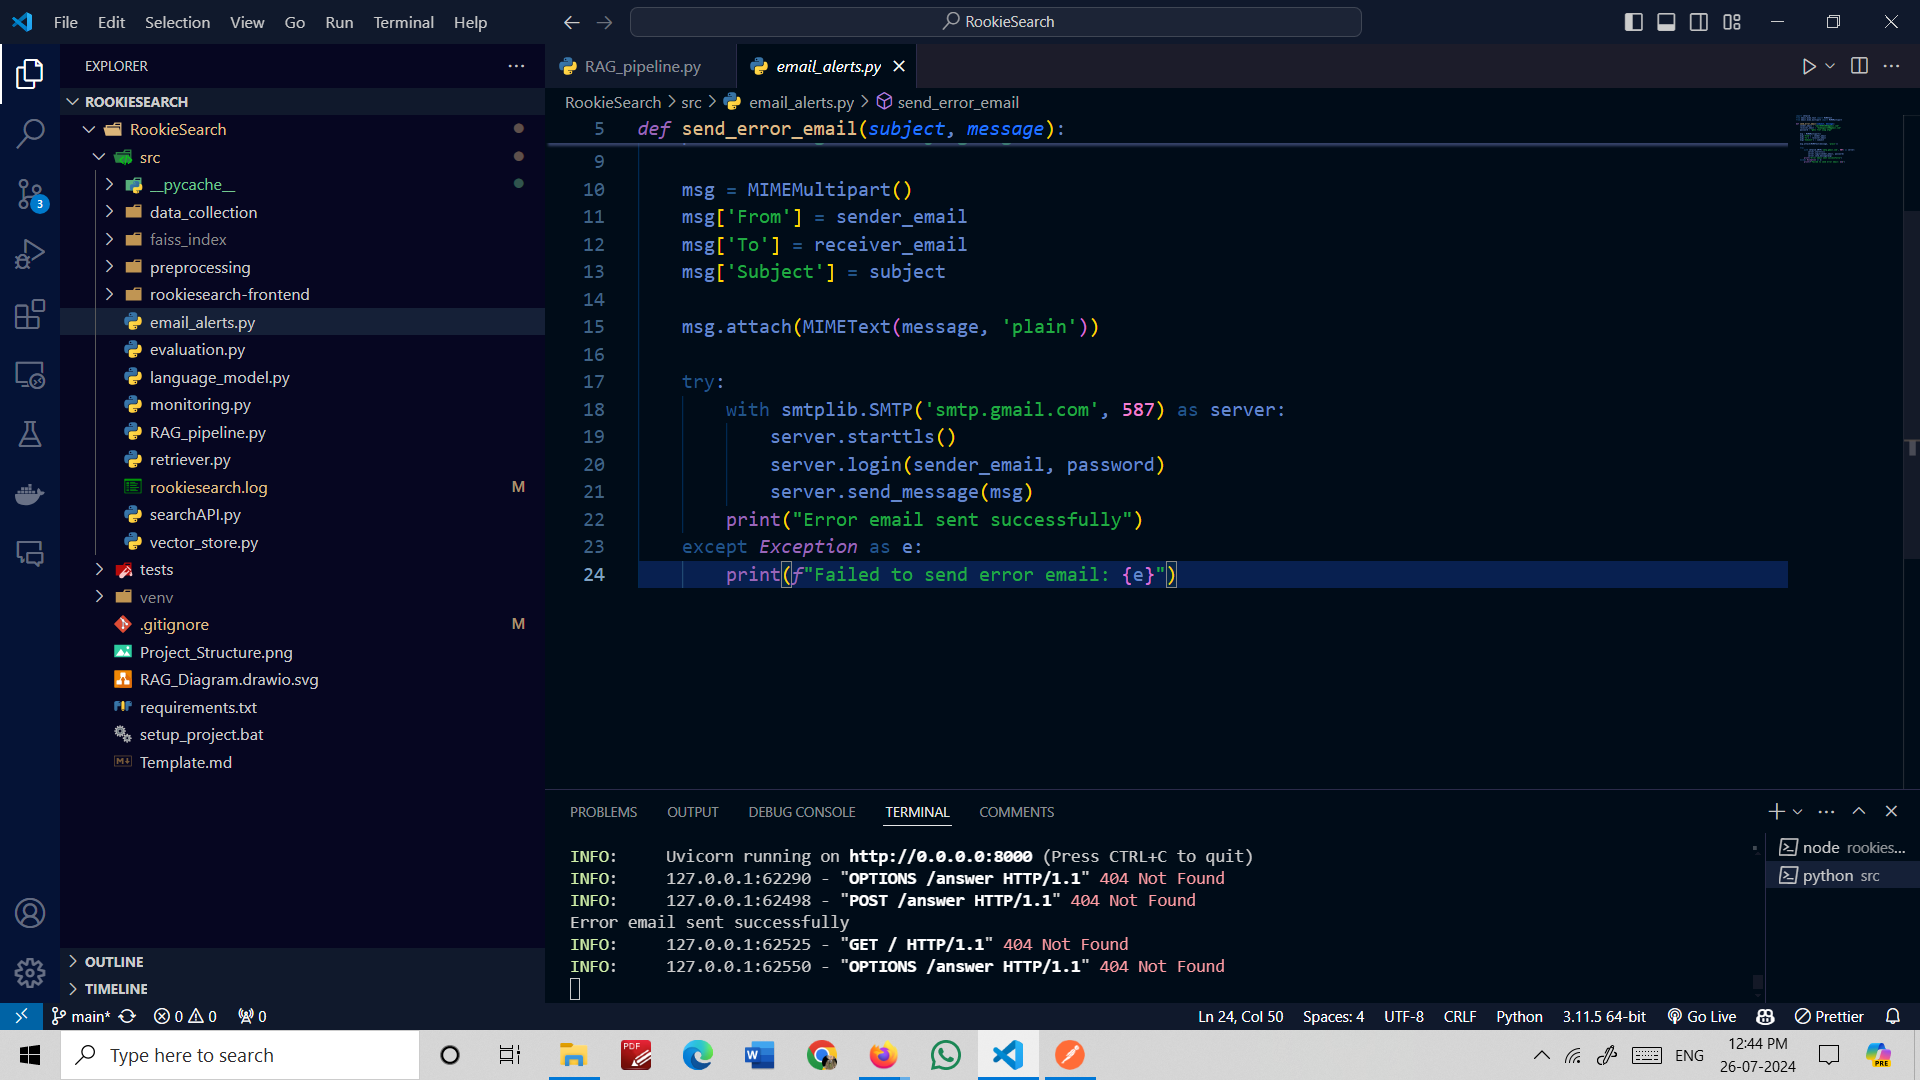 File Edit Selection View Go Run Terminal Help
RookieSearch
EXPLORER
ROOKIESEARCH
RookieSearch
src
__pycache__
data_collection
faiss_index
preprocessing
rookiesearch-frontend
email_alerts.py
evaluation.py
language_model.py
monitoring.py
RAG_pipeline.py
retriever.py
rookiesearch.log M
searchAPI.py
vector_store.py
tests
venv
.gitignore M
Project_Structure.png
RAG_Diagram.drawio.svg
requirements.txt
setup_project.bat
Template.md
OUTLINE
TIMELINE
3
RAG_pipeline.py email_alerts.py
RookieSearch > src > email_alerts.py > send_error_email
5 def send_error_email(subject, message):
9
10 msg = MIMEMultipart()
11 msg['From'] = sender_email
12 msg['To'] = receiver_email
13 msg['Subject'] = subject
14
15 msg.attach(MIMEText(message, 'plain'))
16
17 try:
18 with smtplib.SMTP('smtp.gmail.com', 587) as server:
19 server.starttls()
20 server.login(sender_email, password)
21 server.send_message(msg)
22 print("Error email sent successfully")
23 except Exception as e:
24 print(f"Failed to send error email: {e}")
PROBLEMS OUTPUT DEBUG CONSOLE TERMINAL COMMENTS
INFO: Uvicorn running on http://0.0.0.0:8000 (Press CTRL+C to quit)
INFO: 127.0.0.1:62290 - "OPTIONS /answer HTTP/1.1" 404 Not Found
INFO: 127.0.0.1:62498 - "POST /answer HTTP/1.1" 404 Not Found
Error email sent successfully
INFO: 127.0.0.1:62525 - "GET / HTTP/1.1" 404 Not Found
INFO: 127.0.0.1:62550 - "OPTIONS /answer HTTP/1.1" 404 Not Found
node rookies...
python src
main* 0 0 0 Ln 24, Col 50 Spaces: 4 UTF-8 CRLF Python 3.11.5 64-bit Go Live Prettier
Type here to search
PDF
ENG
12:44 PM
26-07-2024
PRE